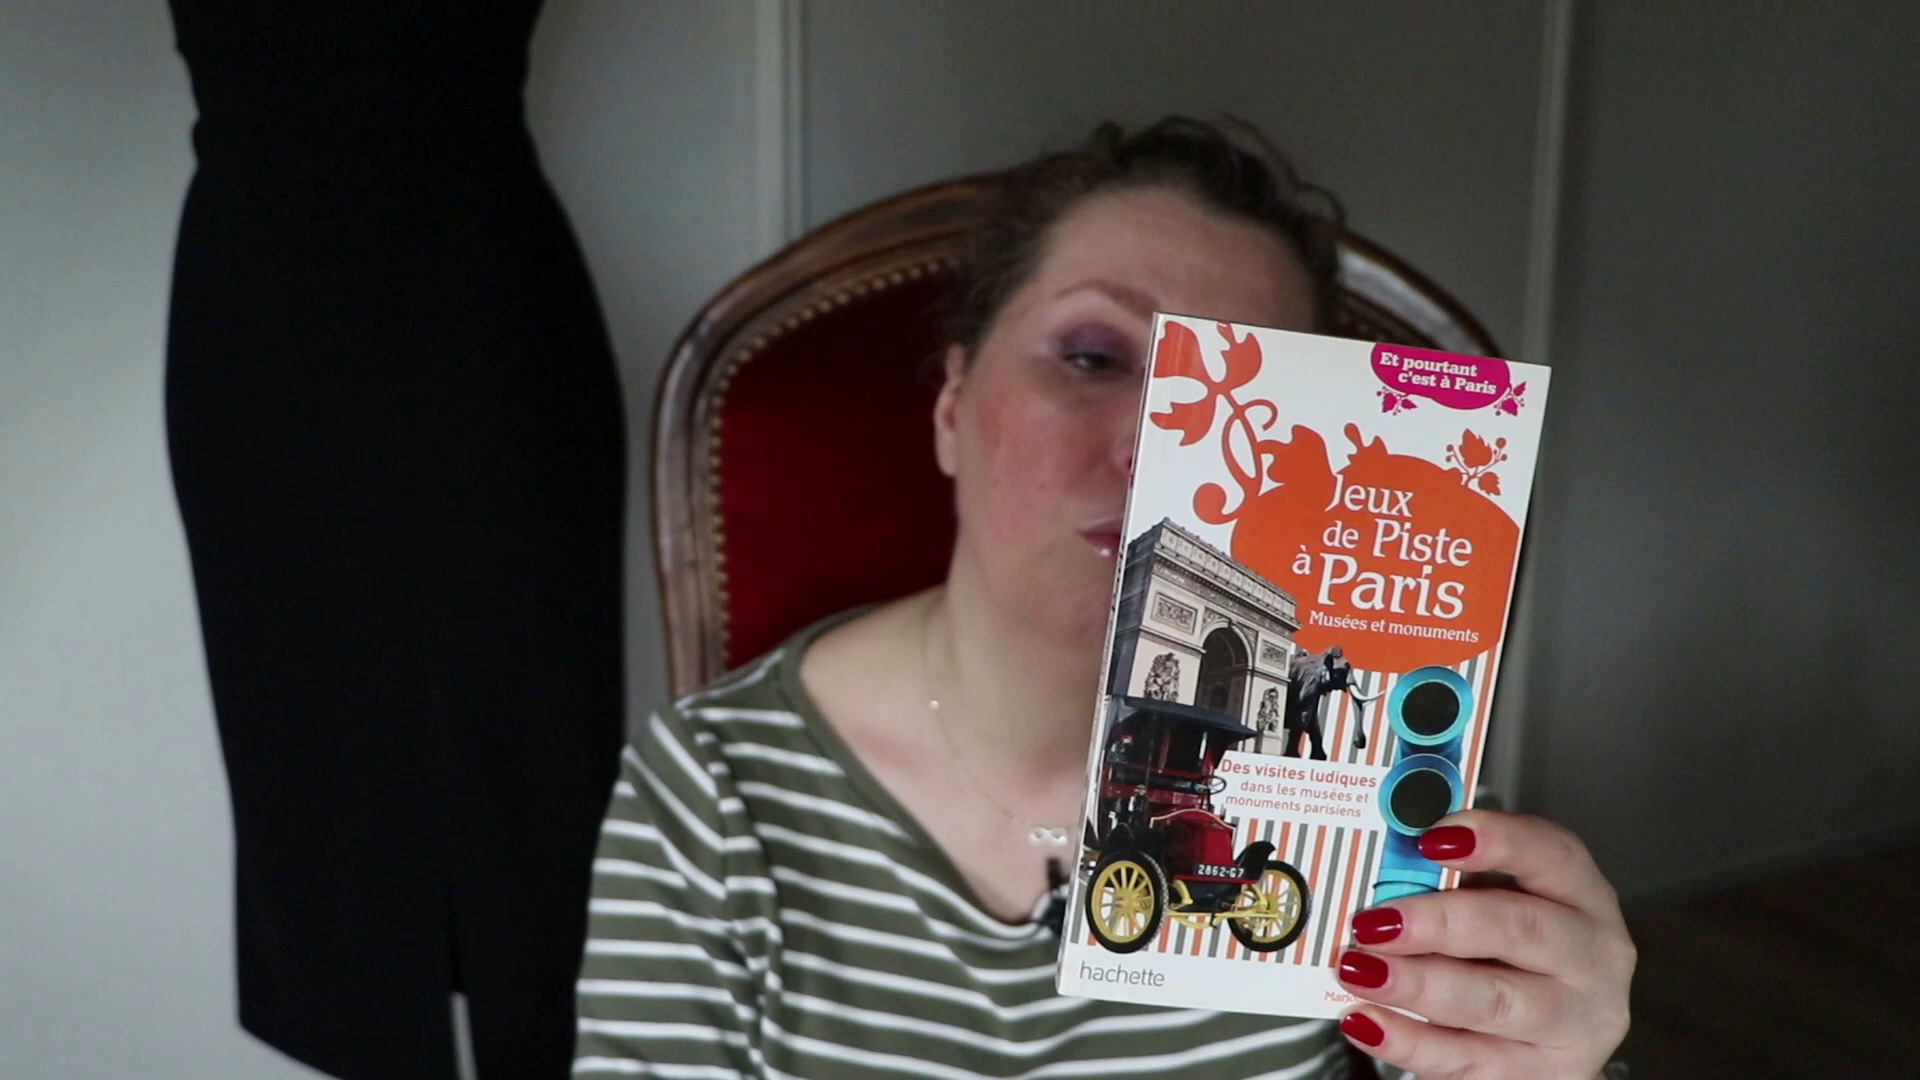 Et pourtant
c'est à Paris
Jeux
de Piste
à Paris
Musées et monuments
Des visites ludiques
dans les musées et
monuments parisiens
2862-G7
hachette